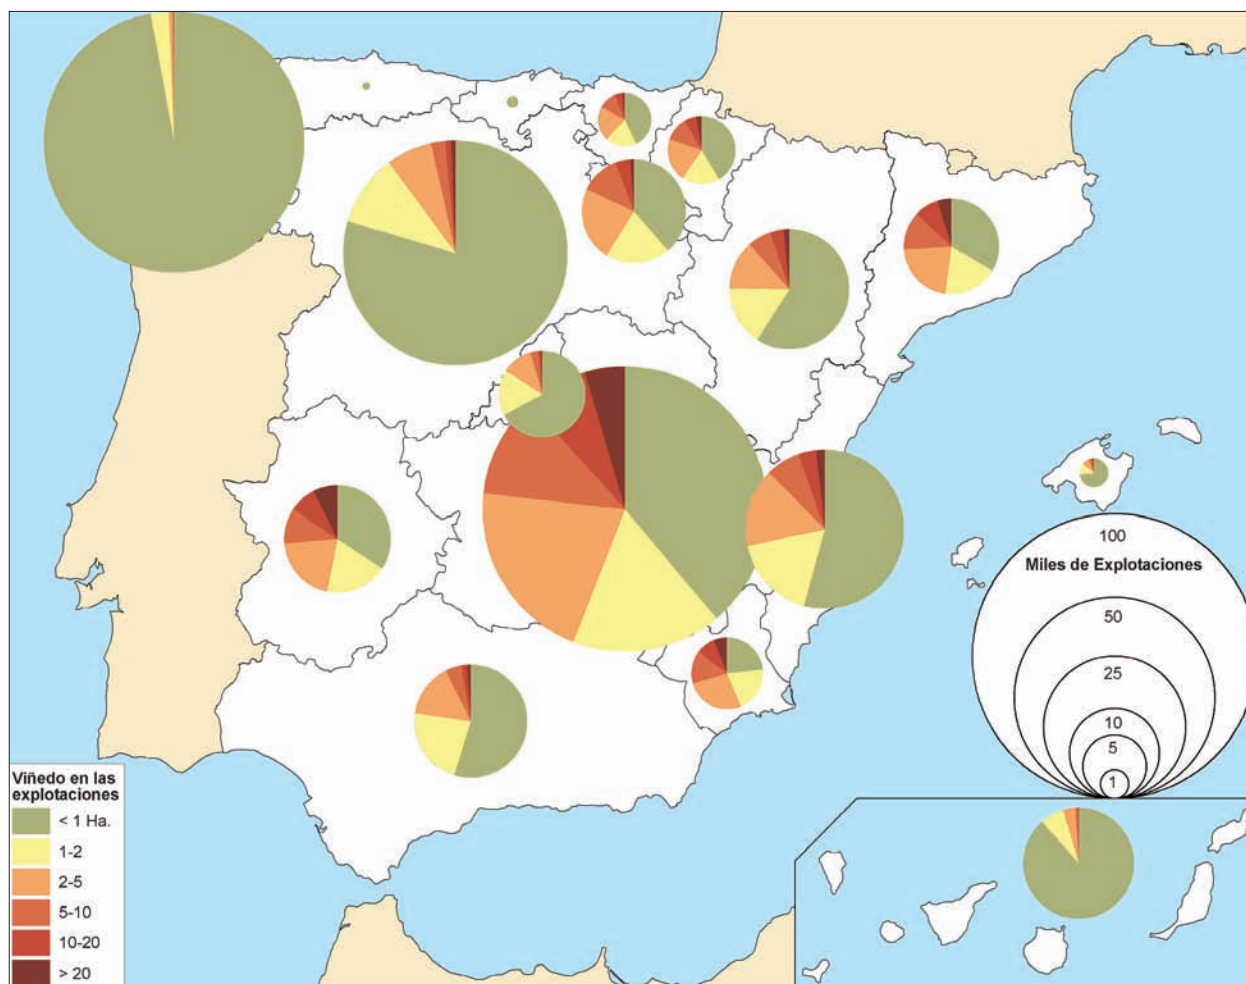 100
Miles de Explotaciones
50
25
10
5
1
Viñedo en las
explotaciones
< 1 Ha.
1-2
2-5
5-10
10-20
> 20